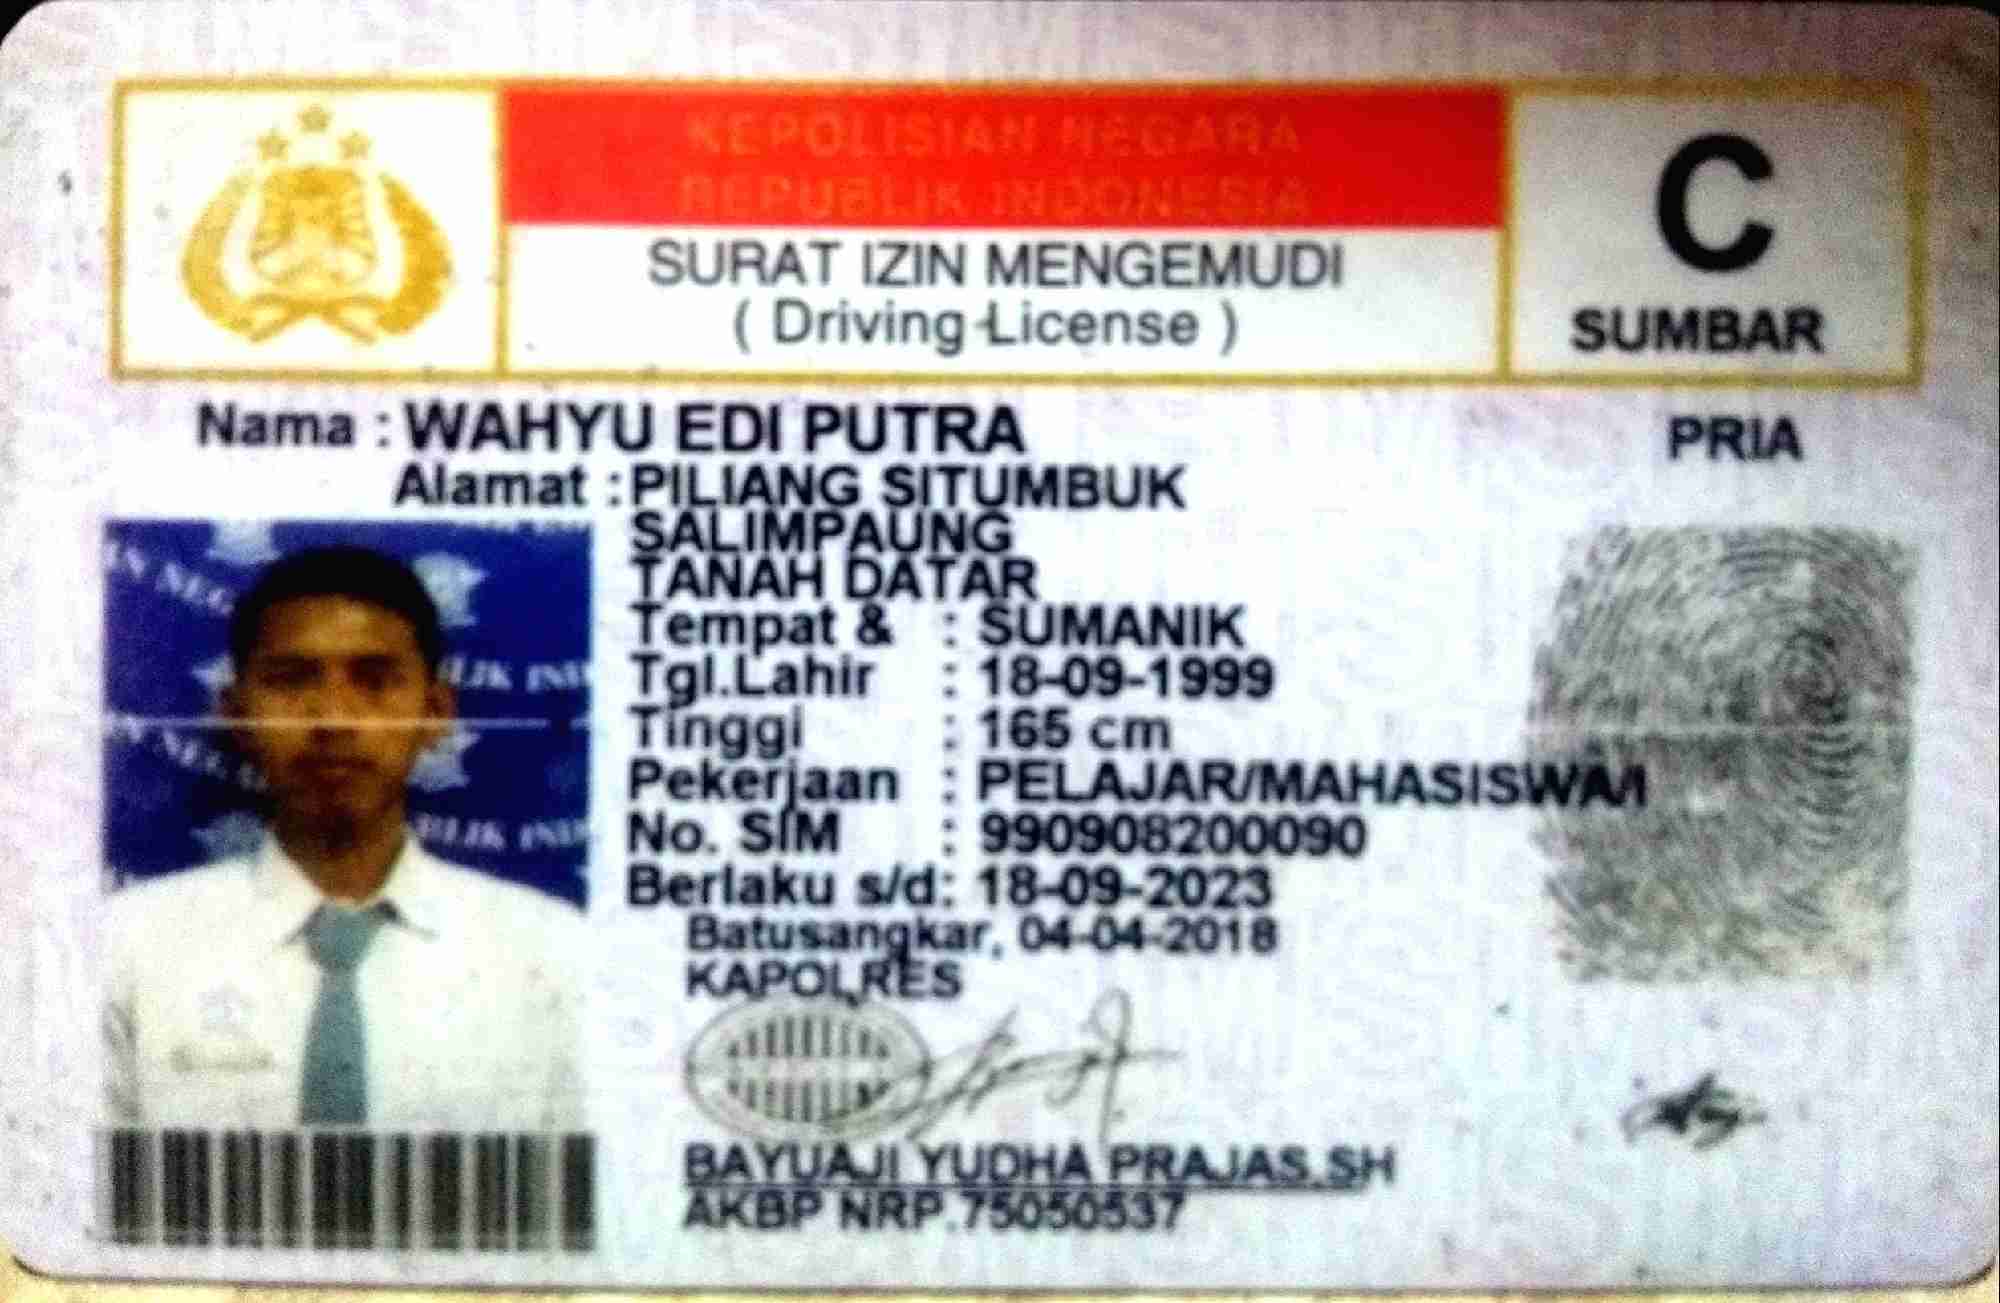 KEPOLISIAN NEGARA
REPUBLIK INDONESIA
SURAT IZIN MENGEMUDI
( Driving License )
C
SUMBAR
Nama : WAHYU EDI PUTRA
PRIA
Alamat : PILIANG SITUMBUK
SALIMPAUNG
TANAH DATAR
Tempat & : SUMANIK
Tgl.Lahir : 18-09-1999
Tinggi : 165 cm
Pekerjaan : PELAJAR/MAHASISWA/I
No. SIM : 990908200090
Berlaku s/d: 18-09-2023
Batusangkar, 04-04-2018
KAPOLRES
BAYUAJI YUDHA PRAJAS.SH
AKBP NRP.75050537